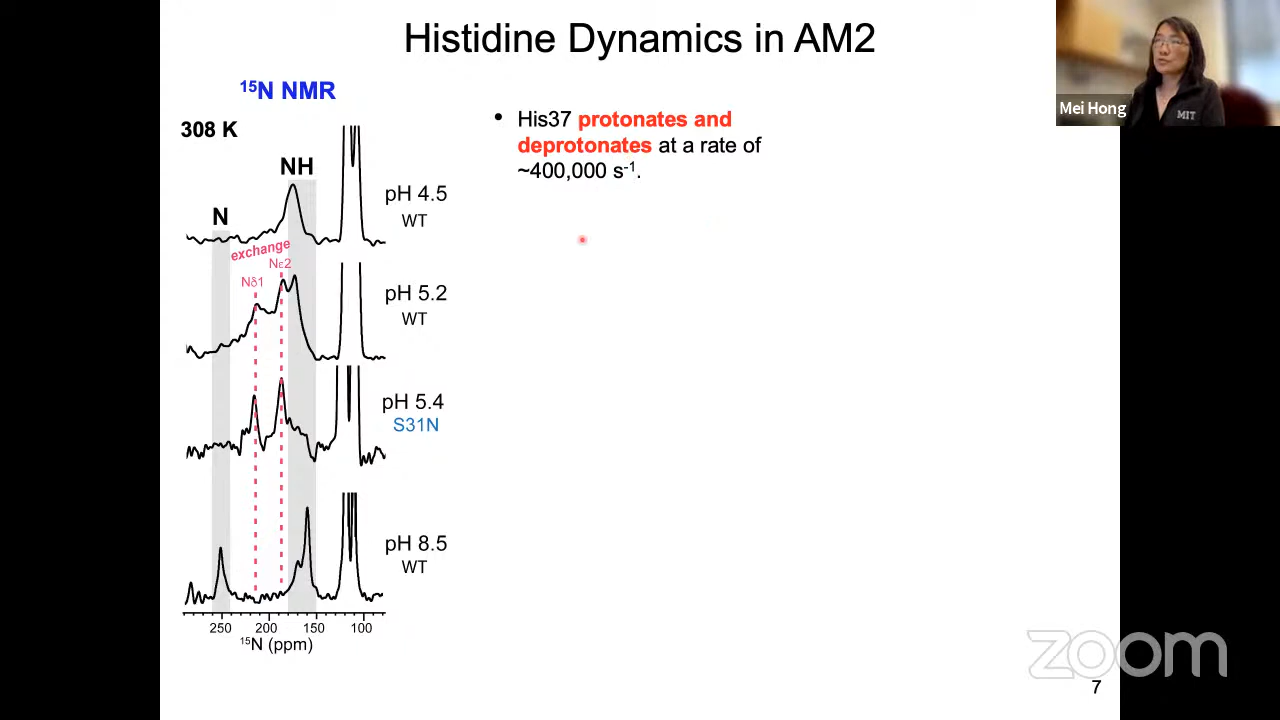 Histidine Dynamics in AM2
Mei Hong
MIT
¹⁵N NMR
308 K
NH
N
pH 4.5
WT
exchange
Nε2
Nδ1
pH 5.2
WT
pH 5.4
S31N
pH 8.5
WT
250 200 150 100
¹⁵N (ppm)
• His37 protonates and
deprotonates at a rate of
~400,000 s⁻¹.
zoom
7